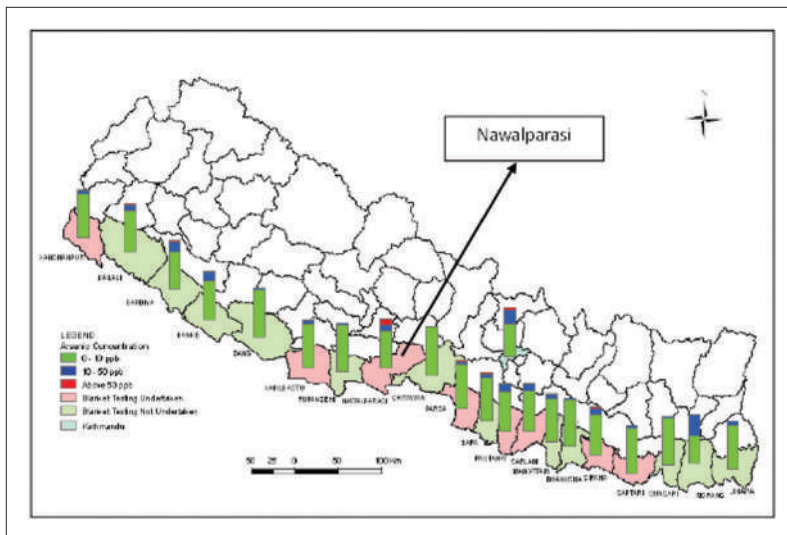 N
Nawalparasi
KANCHANPUR
KAILALI
BARDIYA
BANKE
DANG
KAPILBASTU
RUPANDEHI
NAWALPARASI
CHITAWAN
PARSA
BARA
RAUTAHAT
SARLAHI
MAHOTTARI
DHANUSHA
SIRAHA
SAPTARI
SUNSARI
MORANG
JHAPA
LEGEND
Arsenic Concentration
0 - 10 ppb
10 - 50 ppb
Above 50 ppb
Blanket Testing Undertaken
Blanket Testing Not Undertaken
Kathmandu
50 25 0 50 100 Km